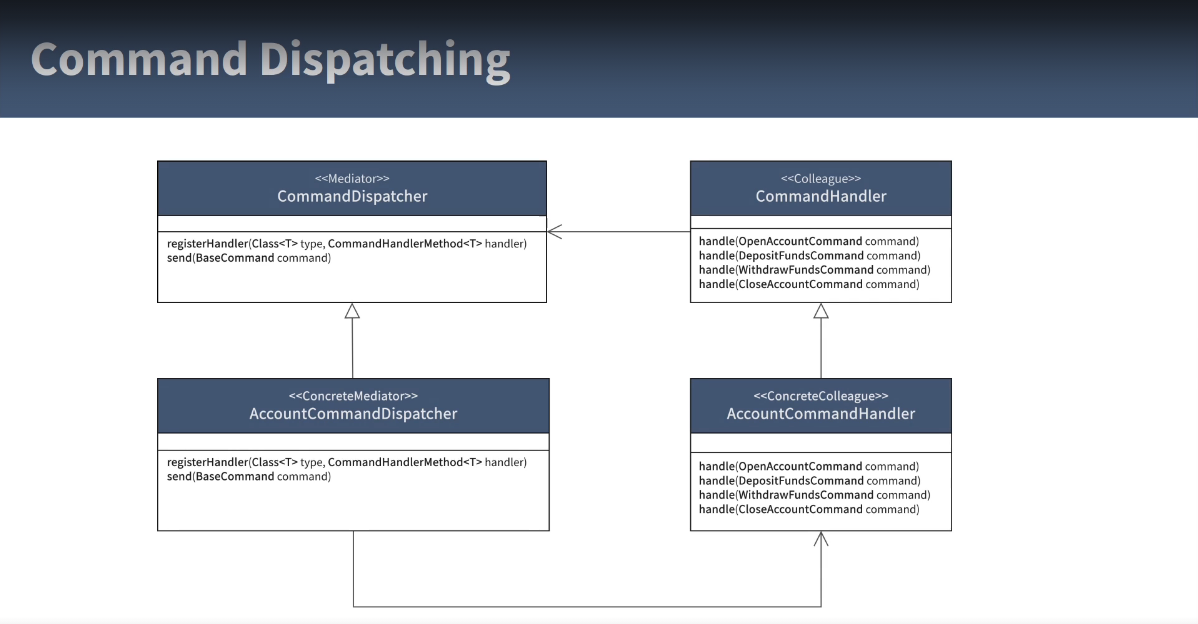 Command Dispatching
<<Mediator>>
CommandDispatcher
registerHandler(Class<T> type, CommandHandlerMethod<T> handler)
send(BaseCommand command)
<<Colleague>>
CommandHandler
handle(OpenAccountCommand command)
handle(DepositFundsCommand command)
handle(WithdrawFundsCommand command)
handle(CloseAccountCommand command)
<<ConcreteMediator>>
AccountCommandDispatcher
registerHandler(Class<T> type, CommandHandlerMethod<T> handler)
send(BaseCommand command)
<<ConcreteColleague>>
AccountCommandHandler
handle(OpenAccountCommand command)
handle(DepositFundsCommand command)
handle(WithdrawFundsCommand command)
handle(CloseAccountCommand command)